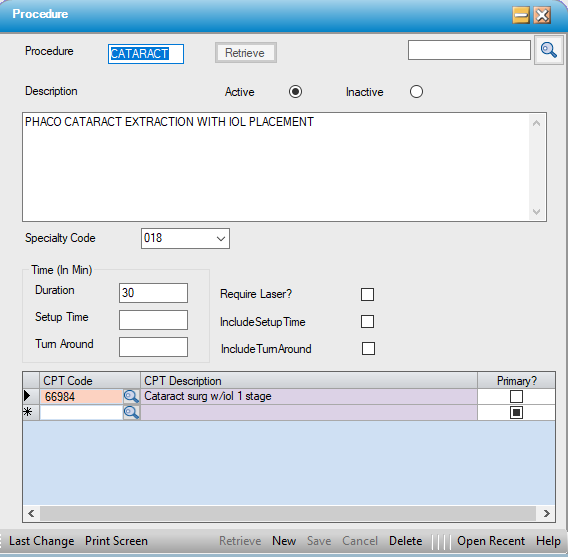 Procedure
Procedure CATARACT Retrieve
Description Active Inactive
PHACO CATARACT EXTRACTION WITH IOL PLACEMENT
Specialty Code 018
Time (In Min)
Duration 30 Require Laser?
Setup Time IncludeSetupTime
Turn Around IncludeTurnAround
CPT Code CPT Description Primary?
66984 Cataract surg w/iol 1 stage
Last Change Print Screen Retrieve New Save Cancel Delete Open Recent Help